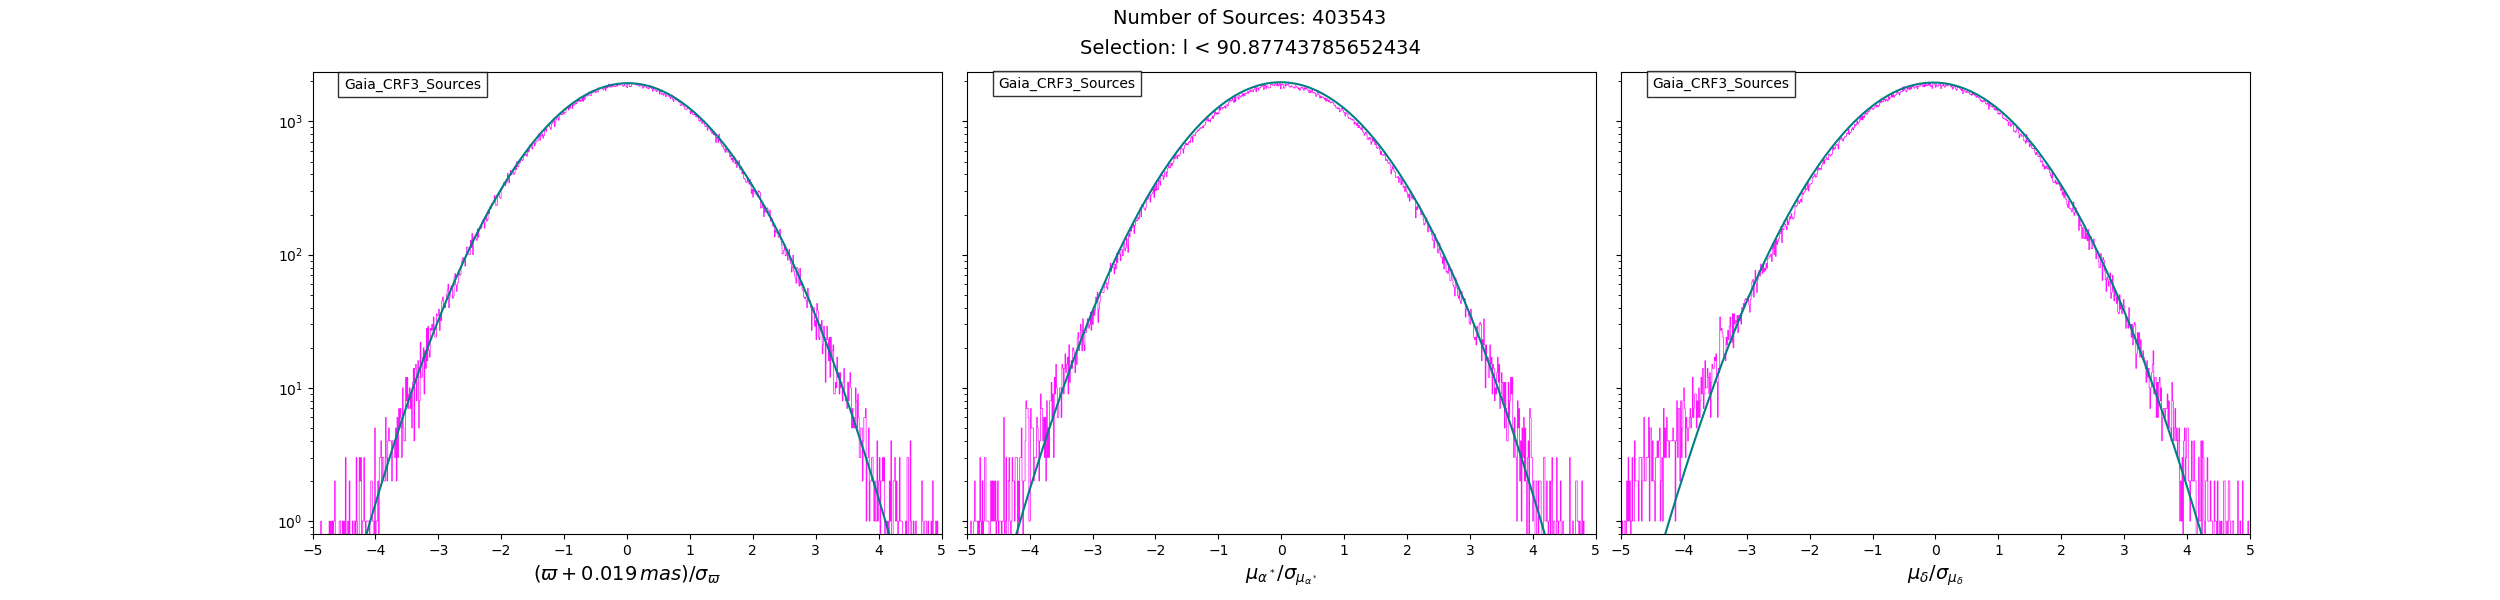 Number of Sources: 403543
Selection: l < 90.87743785652434
Gaia_CRF3_Sources
Gaia_CRF3_Sources
Gaia_CRF3_Sources
10³
10²
10¹
10⁰
−5 −4 −3 −2 −1 0 1 2 3 4 5
−5 −4 −3 −2 −1 0 1 2 3 4 5
−5 −4 −3 −2 −1 0 1 2 3 4 5
(ϖ + 0.019 mas)/σ_ϖ
μ_α*/σ_μ_α*
μ_δ/σ_μ_δ